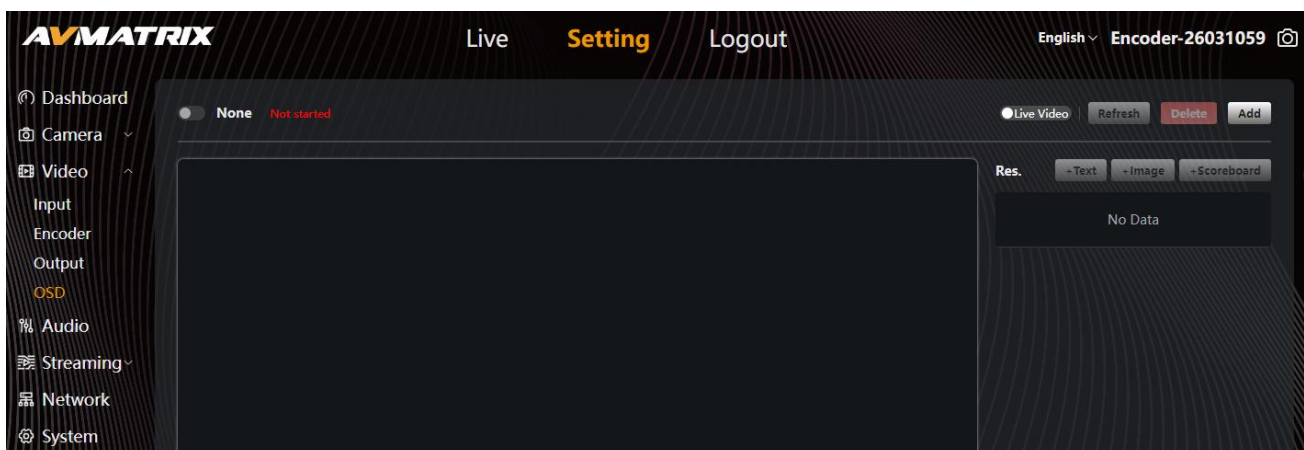 AVMATRIX
Live Setting Logout
English Encoder-26031059
Dashboard
Camera
Video
Input
Encoder
Output
OSD
Audio
Streaming
Network
System
None Not started
Live Video Refresh Delete Add
Res. +Text +Image +Scoreboard
No Data